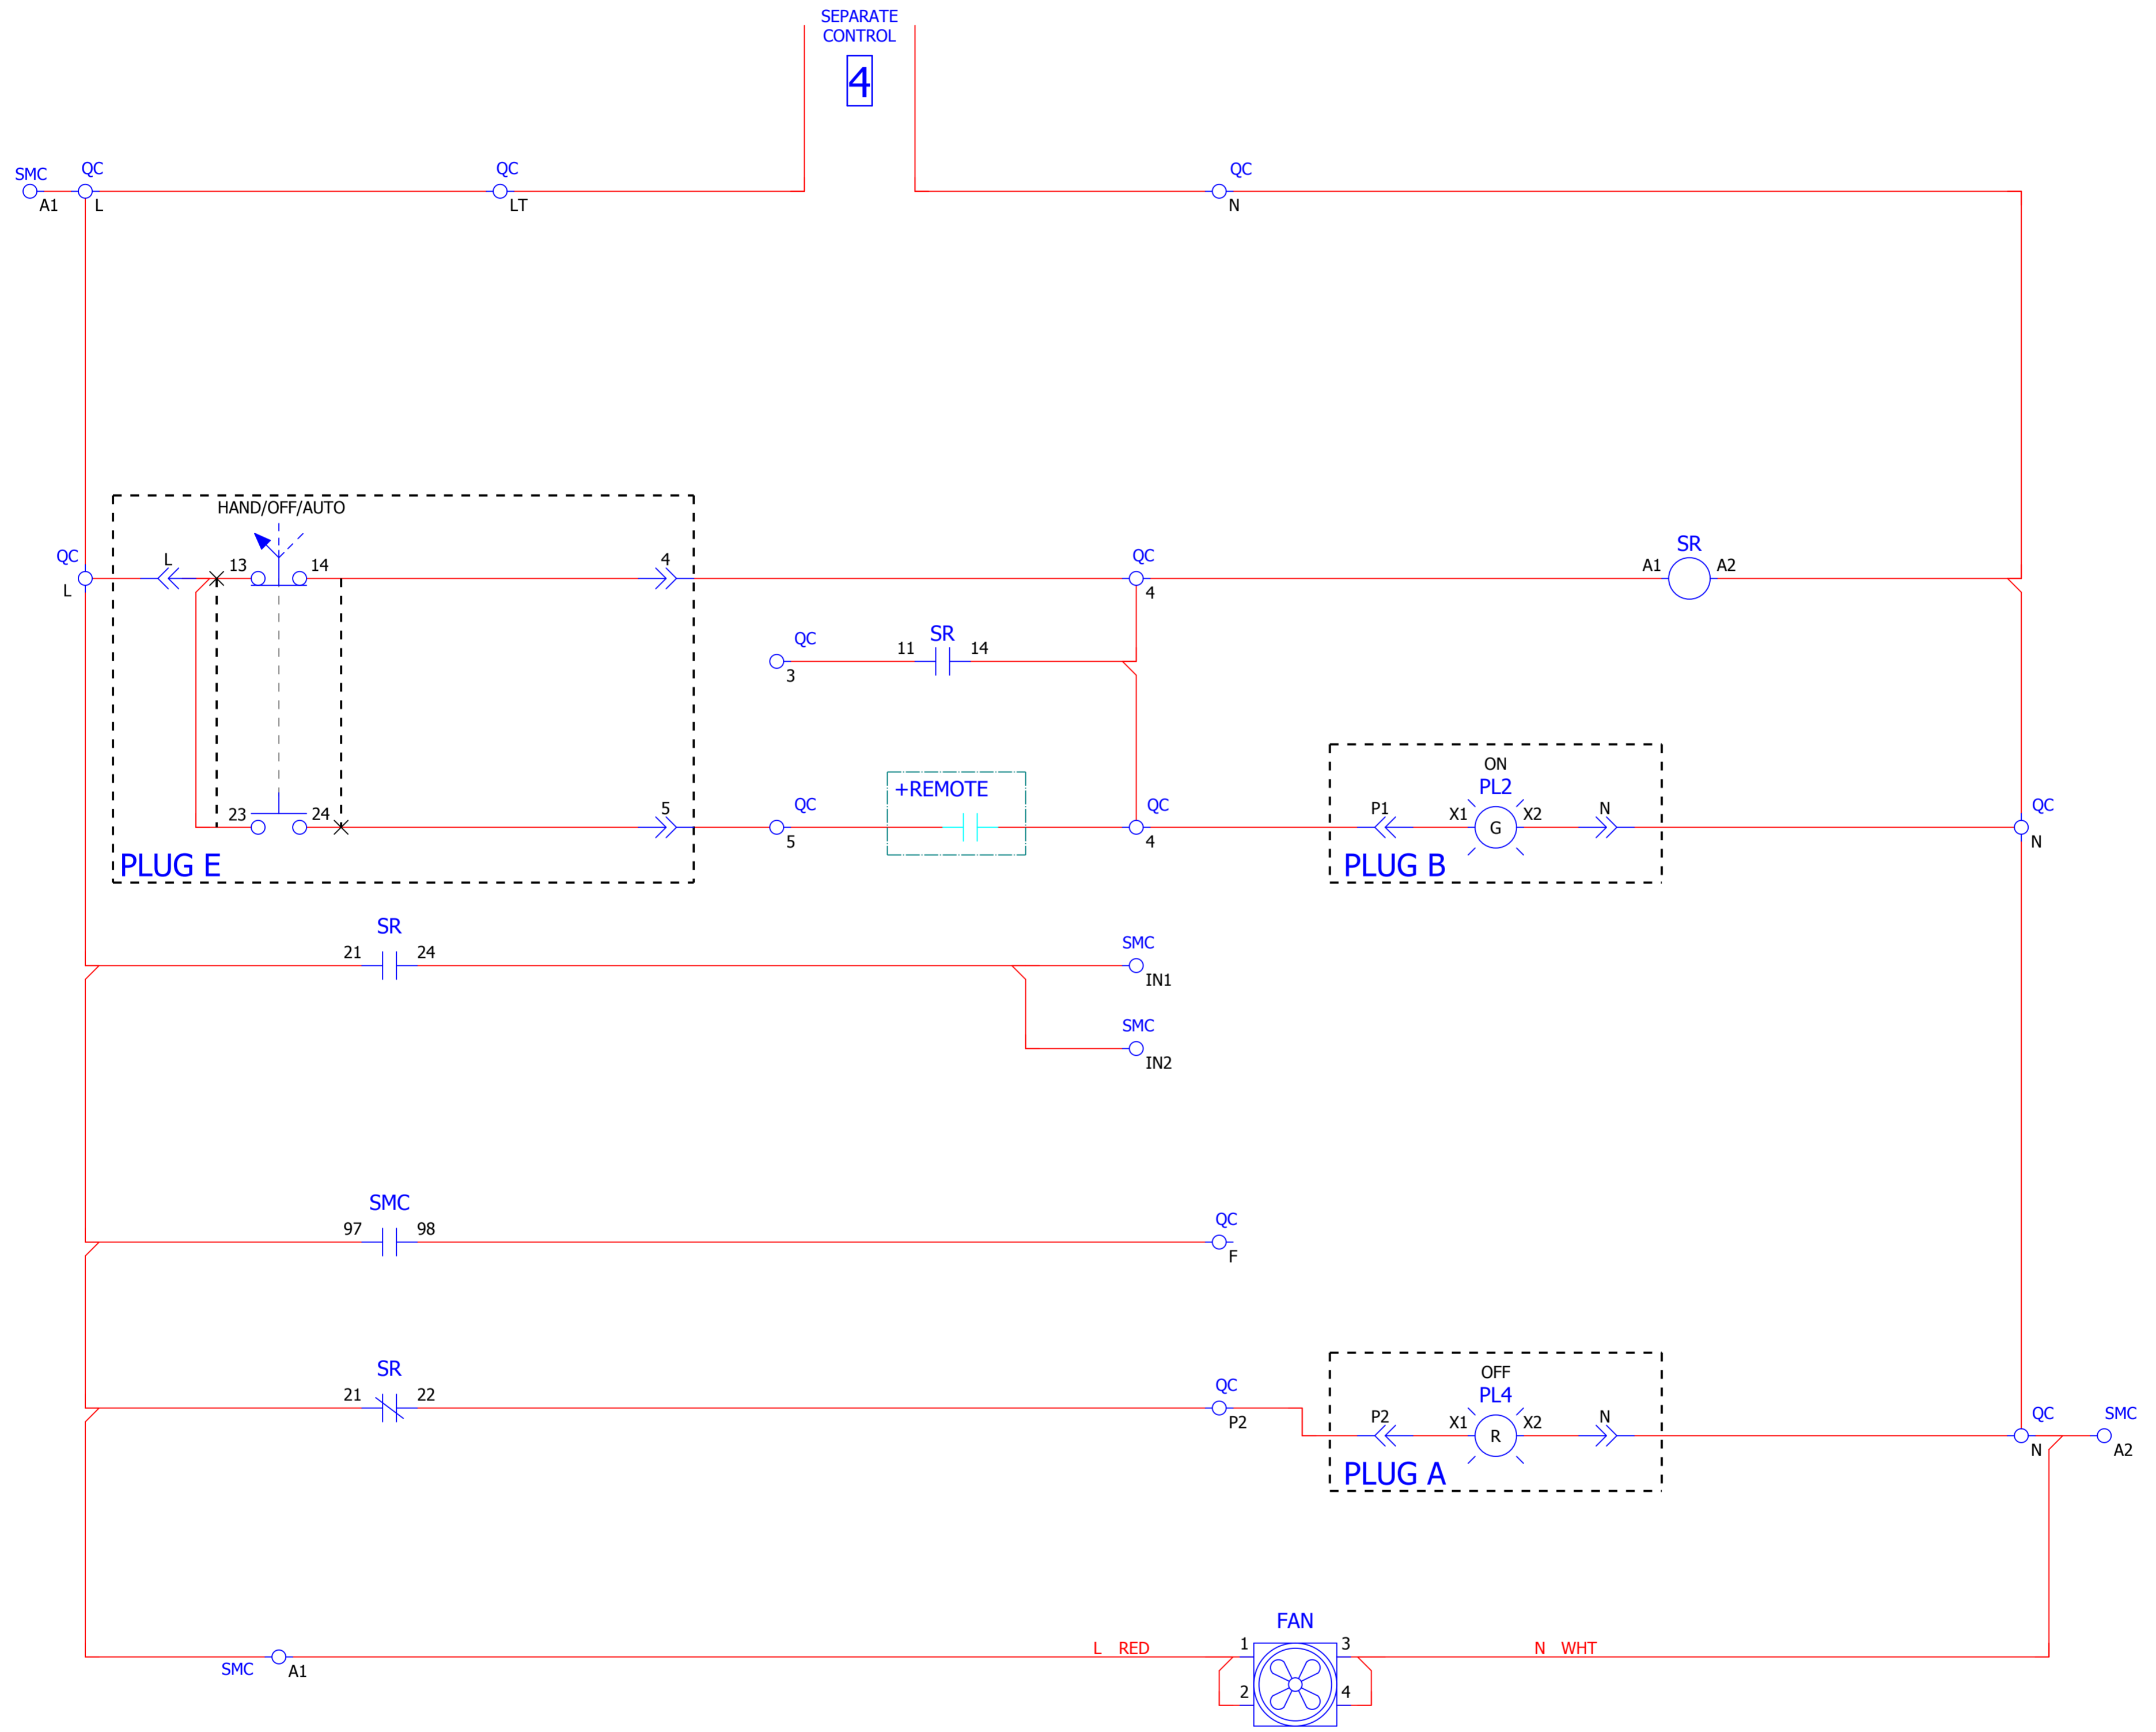 SEPARATE
CONTROL
4
SMC
A1
QC
L
QC
LT
QC
N
HAND/OFF/AUTO
QC
L
L
13
14
4
QC
4
A1
SR
A2
QC
3
11
SR
14
23
24
5
QC
5
+REMOTE
QC
4
ON
PL2
P1
X1
G
X2
N
QC
N
PLUG E
PLUG B
SR
21
24
SMC
IN1
SMC
IN2
SMC
97
98
QC
F
SR
21
22
QC
P2
OFF
PL4
P2
X1
R
X2
N
QC
N
SMC
A2
PLUG A
FAN
SMC
A1
L RED
1
3
N WHT
2
4